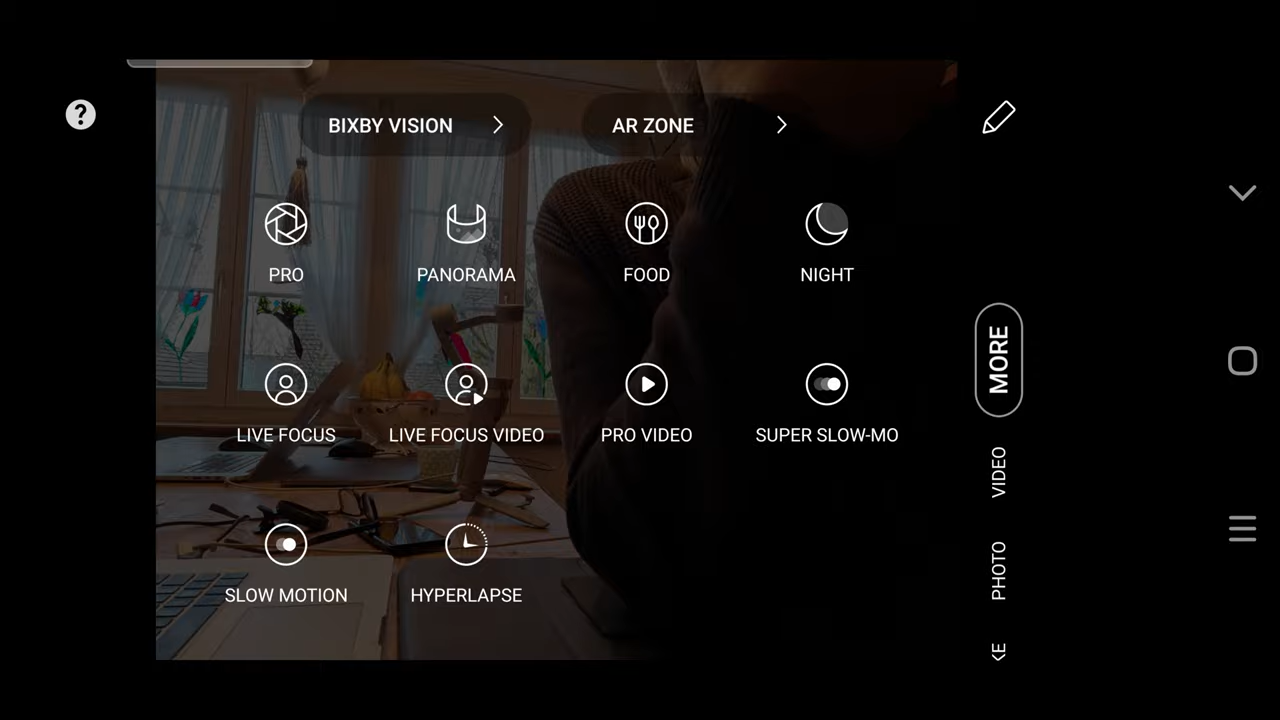 BIXBY VISION
AR ZONE
PRO
PANORAMA
FOOD
NIGHT
LIVE FOCUS
LIVE FOCUS VIDEO
PRO VIDEO
SUPER SLOW-MO
SLOW MOTION
HYPERLAPSE
MORE
VIDEO
PHOTO